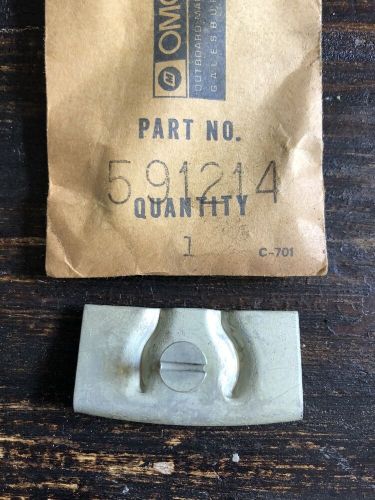 OMC
OUTBOARD MA
GALESBU
PART NO.
591214
QUANTITY
1
C-701